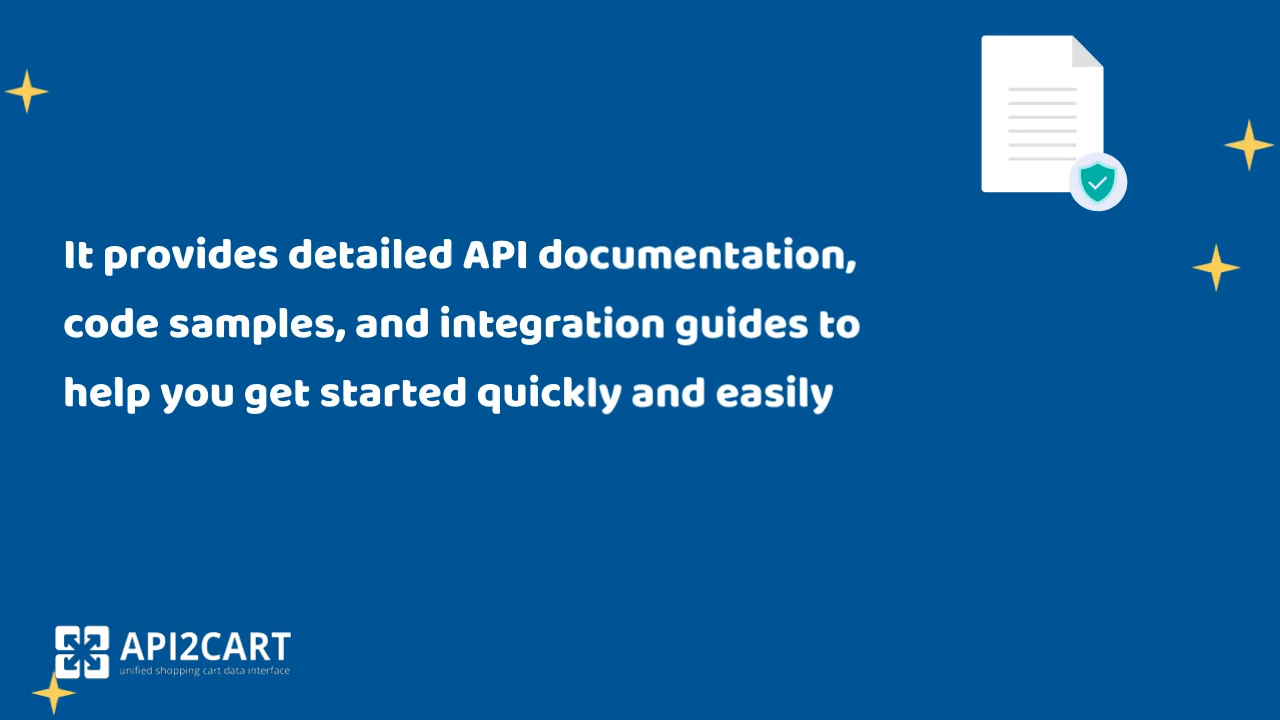 It provides detailed API documentation,
code samples, and integration guides to
help you get started quickly and easily
API2CART
unified shopping cart data interface